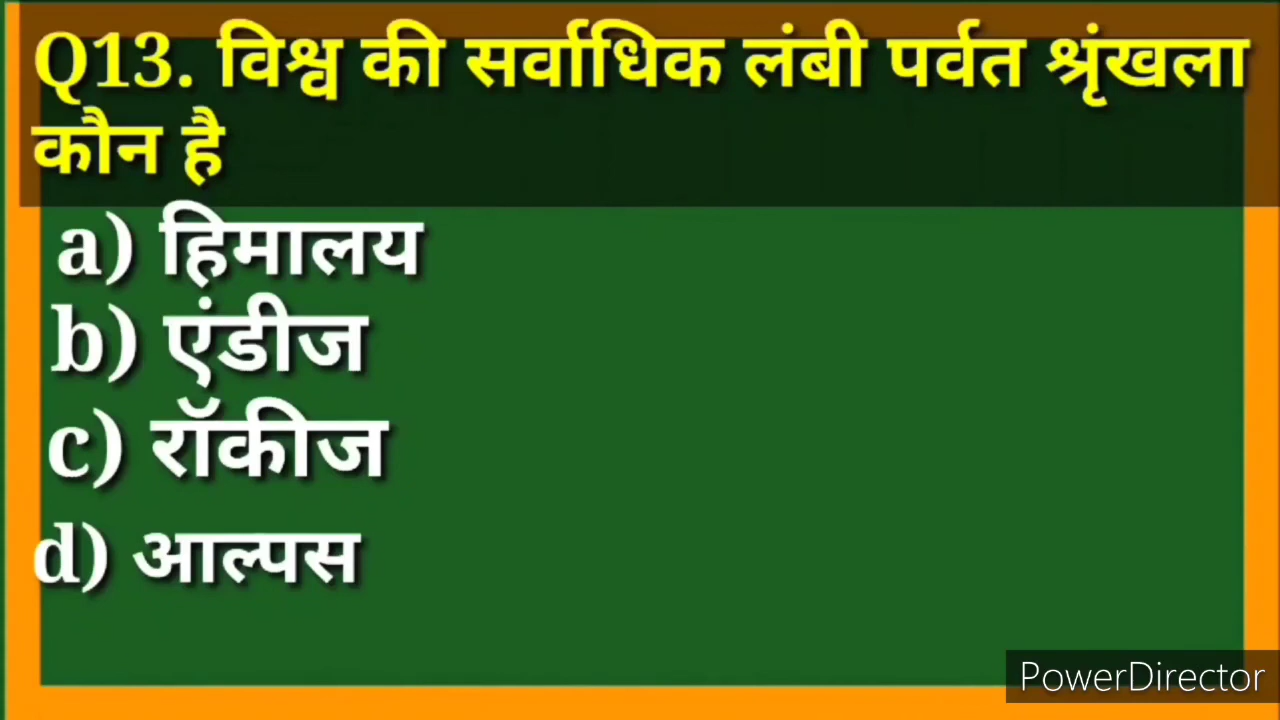 Q13. विश्व की सर्वाधिक लंबी पर्वत श्रृंखला
कौन है
a) हिमालय
b) एंडीज
c) रॉकीज
d) आल्पस
PowerDirector